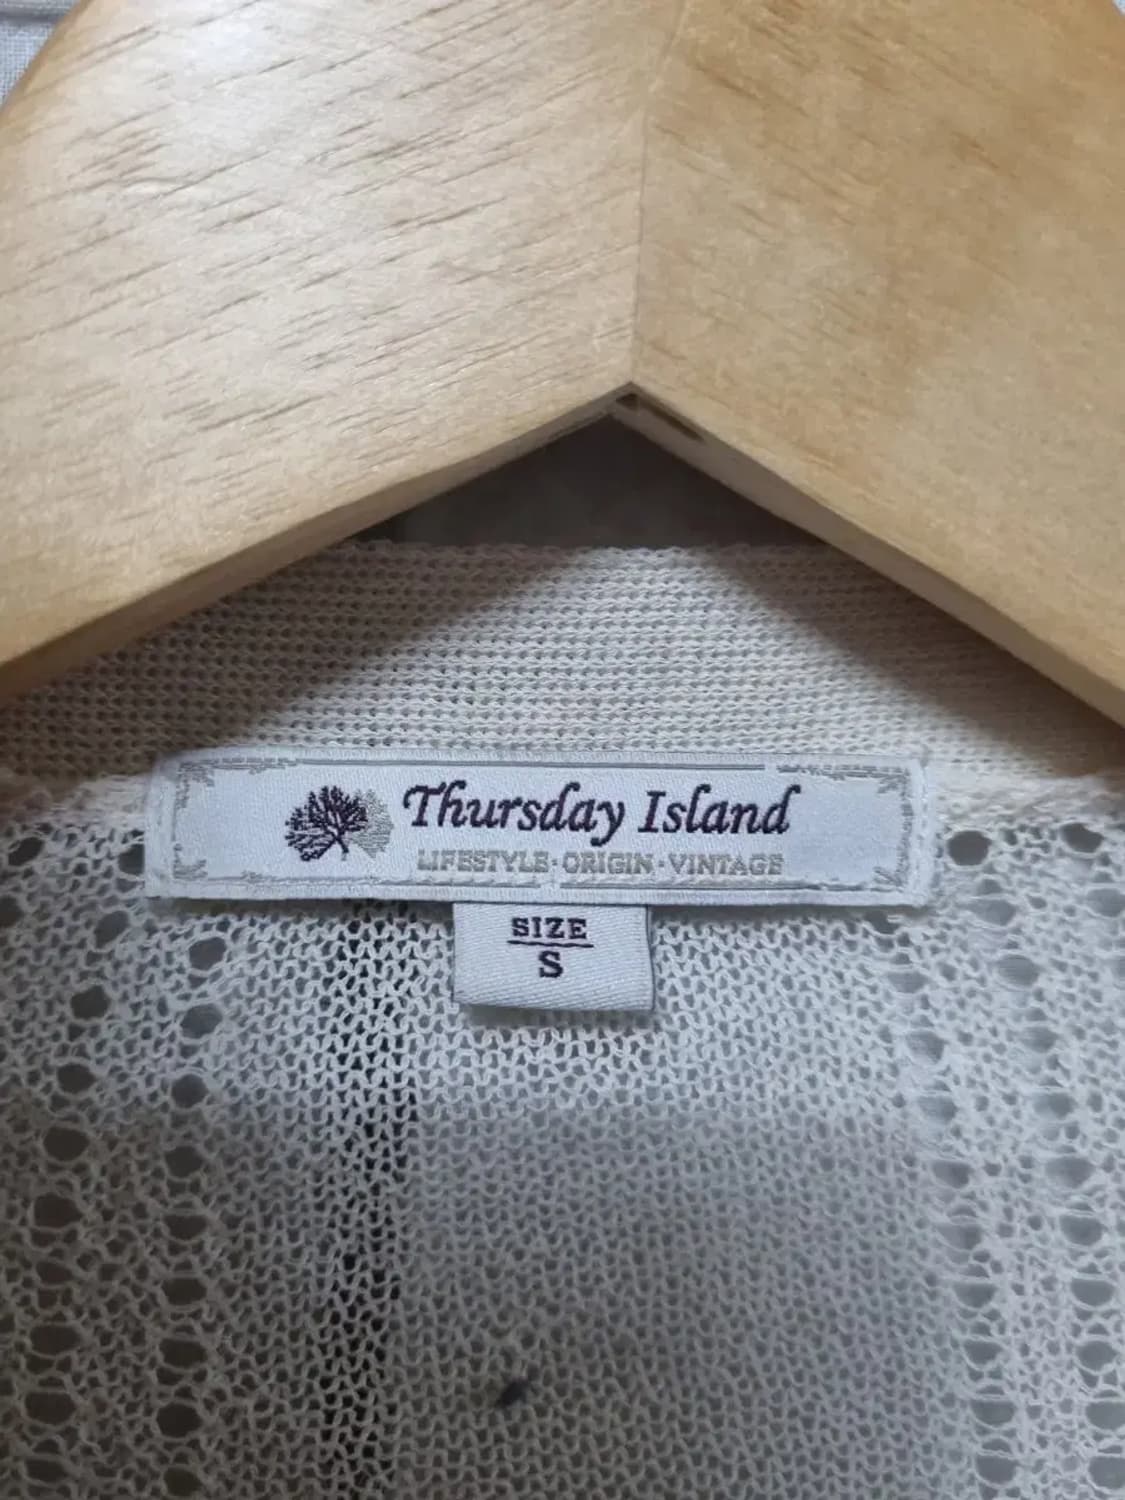 Thursday Island
LIFESTYLE·ORIGIN·VINTAGE
SIZE
S